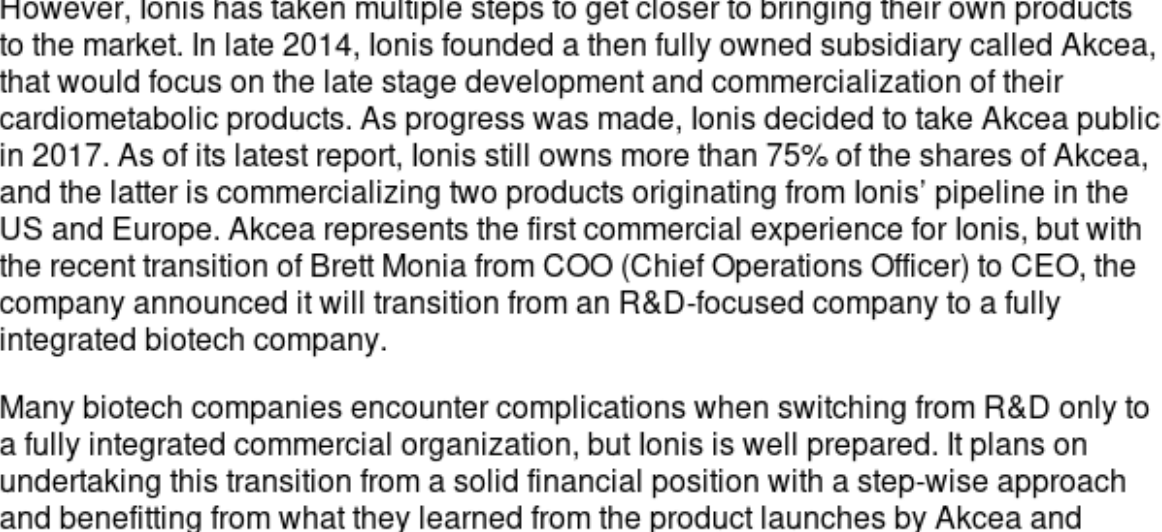 However, Ionis has taken multiple steps to get closer to bringing their own products
to the market. In late 2014, Ionis founded a then fully owned subsidiary called Akcea,
that would focus on the late stage development and commercialization of their
cardiometabolic products. As progress was made, Ionis decided to take Akcea public
in 2017. As of its latest report, Ionis still owns more than 75% of the shares of Akcea,
and the latter is commercializing two products originating from Ionis’ pipeline in the
US and Europe. Akcea represents the first commercial experience for Ionis, but with
the recent transition of Brett Monia from COO (Chief Operations Officer) to CEO, the
company announced it will transition from an R&D-focused company to a fully
integrated biotech company.
Many biotech companies encounter complications when switching from R&D only to
a fully integrated commercial organization, but Ionis is well prepared. It plans on
undertaking this transition from a solid financial position with a step-wise approach
and benefitting from what they learned from the product launches by Akcea and